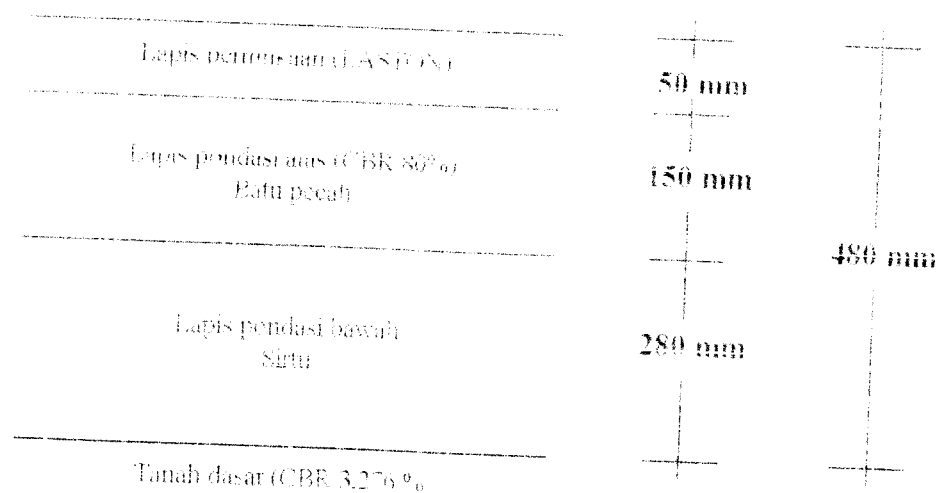 Lapis permukaan (LASTON)
50 mm
Lapis pondasi atas (CBR 80%)
Batu pecah
150 mm
480 mm
Lapis pondasi bawah
Sirtu
280 mm
Tanah dasar (CBR 3,276 %